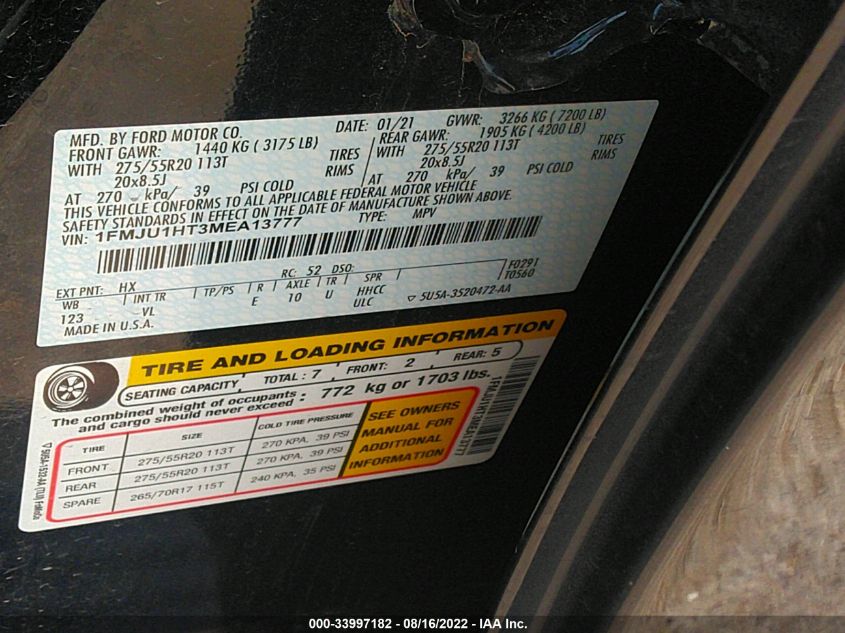 MFD. BY FORD MOTOR CO.
DATE: 01/21 GVWR: 3266 KG ( 7200 LB)
FRONT GAWR: 1440 KG ( 3175 LB)
REAR GAWR: 1905 KG ( 4200 LB)
WITH 275/55R20 113T TIRES
WITH 275/55R20 113T TIRES
20x8.5J RIMS
20x8.5J RIMS
AT 270 kPa/ 39 PSI COLD
AT 270 kPa/ 39 PSI COLD
THIS VEHICLE CONFORMS TO ALL APPLICABLE FEDERAL MOTOR VEHICLE
SAFETY STANDARDS IN EFFECT ON THE DATE OF MANUFACTURE SHOWN ABOVE.
VIN: 1FMJU1HT3MEA13777 TYPE: MPV
F0291
T0560
EXT PNT: HX RC: 52 DSO:
WB INT TR TP/PS R AXLE TR SPR
123 VL E 10 U HHCC
ULC
MADE IN U.S.A.
▽ 5U5A-3520472-AA
TIRE AND LOADING INFORMATION
SEATING CAPACITY TOTAL : 7 FRONT: 2 REAR: 5
The combined weight of occupants and cargo should never exceed : 772 kg or 1703 lbs.
TIRE SIZE COLD TIRE PRESSURE
FRONT 275/55R20 113T 270 KPA, 39 PSI
REAR 275/55R20 113T 270 KPA, 39 PSI
SPARE 265/70R17 115T 240 KPA, 35 PSI
SEE OWNERS
MANUAL FOR
ADDITIONAL
INFORMATION
1FMJU1HT3MEA13777
000-33997182 - 08/16/2022 - IAA Inc.